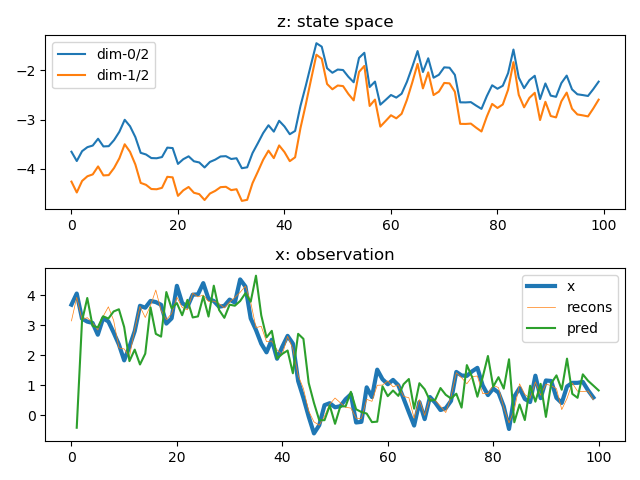 z: state space
dim-0/2
dim-1/2
−2
−3
−4
0 20 40 60 80 100
x: observation
x
recons
pred
4
3
2
1
0
0 20 40 60 80 100